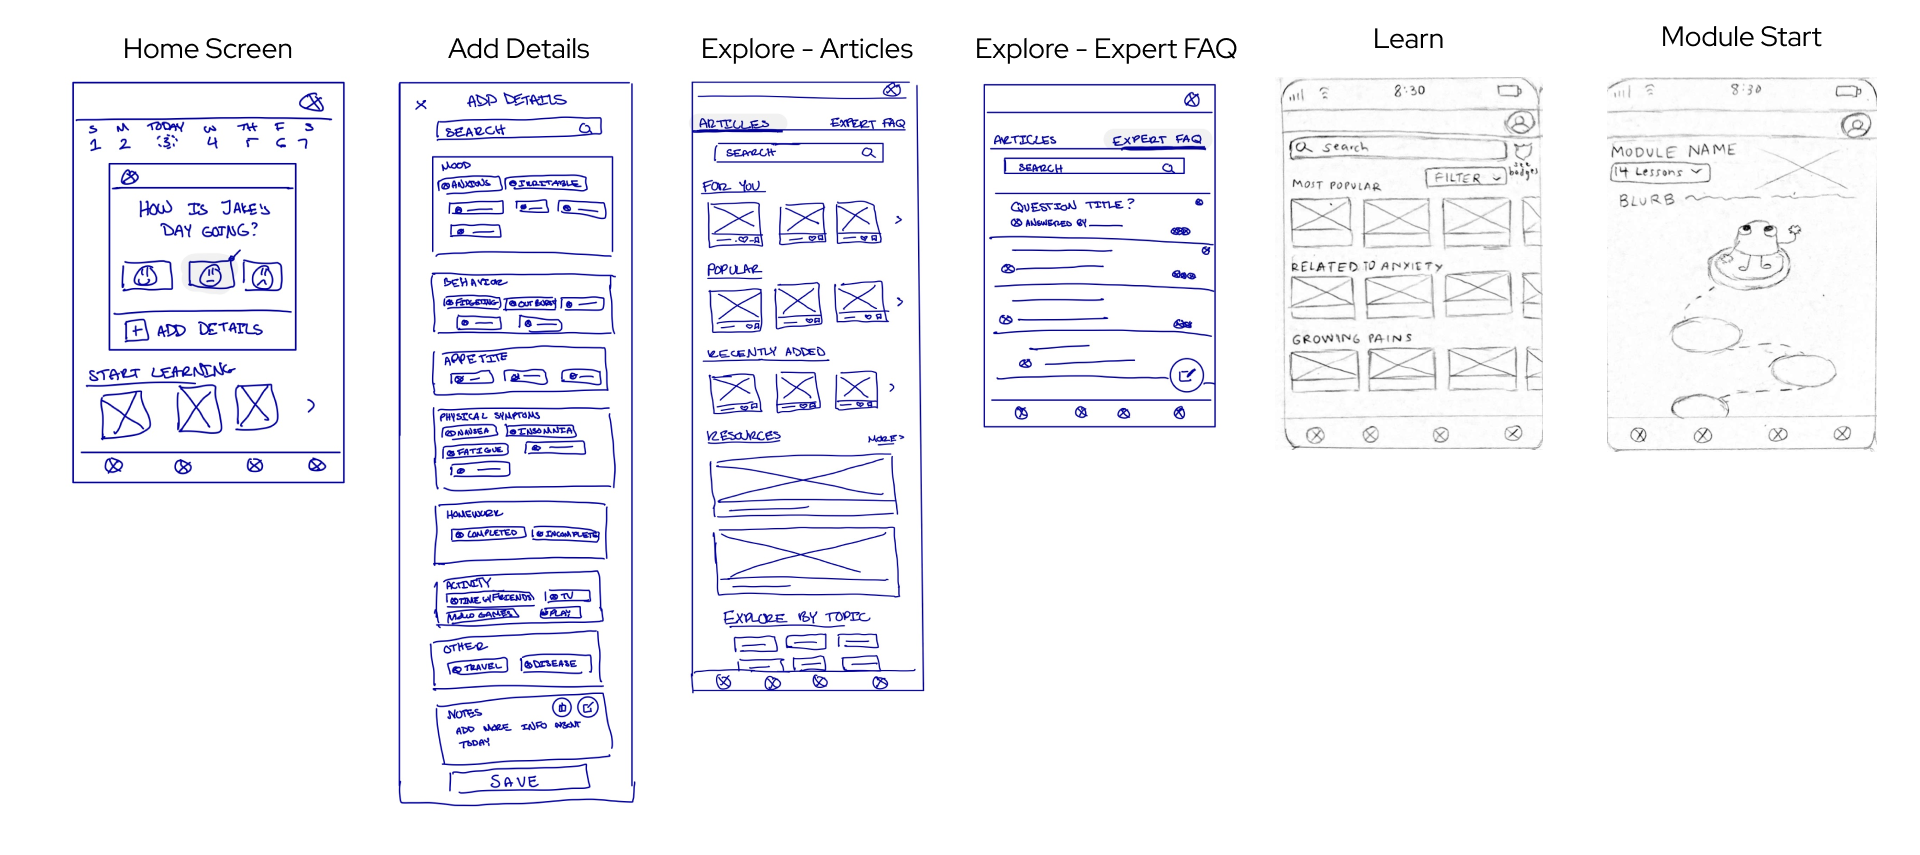 Home Screen
S M TODAY W TH F S
1 2 3 4 5 6 7
HOW IS JAKE'S
DAY GOING?
ADD DETAILS
START LEARNING
Add Details
X ADD DETAILS
SEARCH
MOOD
ANXIOUS IRRITABLE
BEHAVIOR
FIDGETING OUTBURST
APPETITE
PHYSICAL SYMPTOMS
NAUSEA INSOMNIA
FATIGUE
HOMEWORK
COMPLETED INCOMPLETE
ACTIVITY
TIME W/FRIENDS TV
GAMES PLAY
OTHER
TRAVEL DISEASE
NOTES
ADD MORE INFO ABOUT
TODAY
SAVE
Explore - Articles
ARTICLES EXPERT FAQ
SEARCH
FOR YOU
POPULAR
RECENTLY ADDED
RESOURCES MORE >
EXPLORE BY TOPIC
Explore - Expert FAQ
ARTICLES EXPERT FAQ
SEARCH
QUESTION TITLE?
ANSWERED BY
Learn
8:30
search
see
badges
MOST POPULAR FILTER
RELATED TO ANXIETY
GROWING PAINS
Module Start
8:30
MODULE NAME
14 Lessons
BLURB